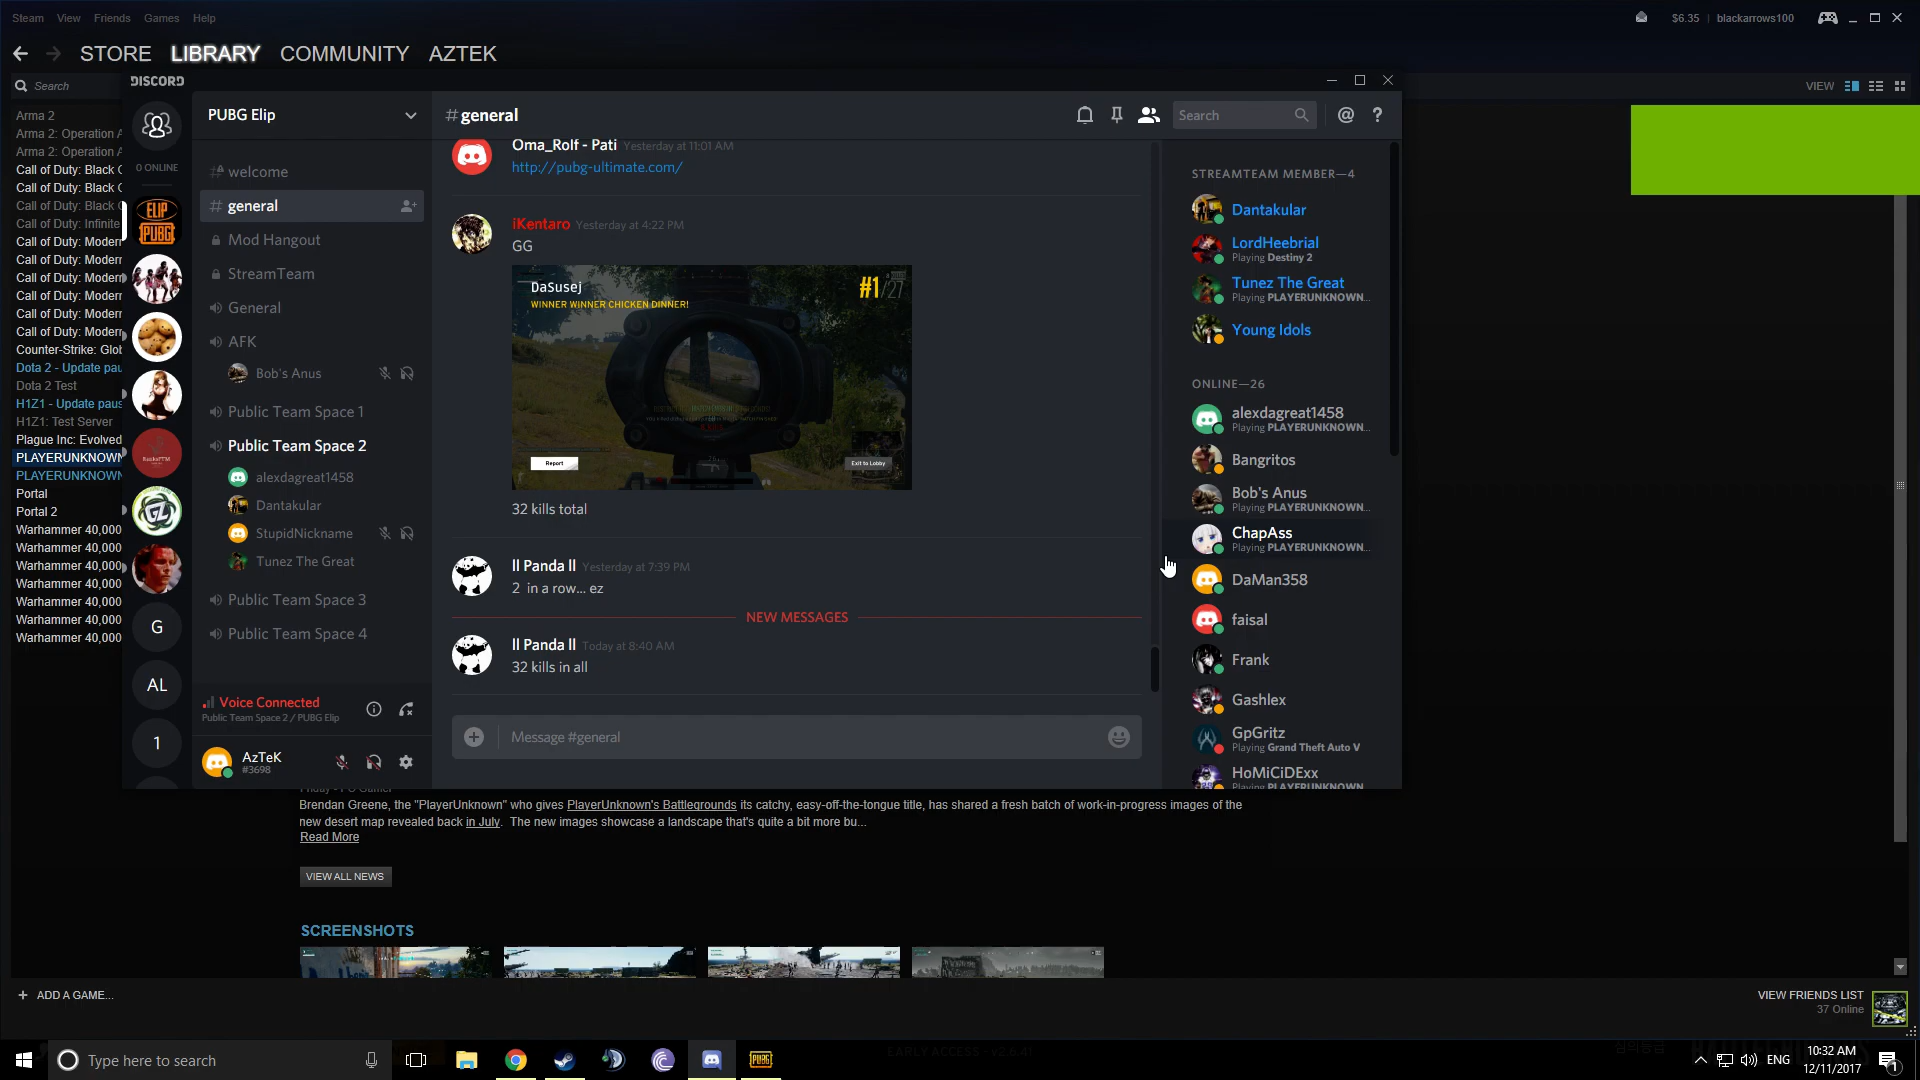 Steam View Friends Games Help
$6.35 | blackarrows100
STORE LIBRARY COMMUNITY AZTEK
Search
VIEW
Arma 2
Arma 2: Operation A
Arma 2: Operation A
Call of Duty: Black O
Call of Duty: Black O
Call of Duty: Black O
Call of Duty: Infinite
Call of Duty: Modern
Call of Duty: Modern
Call of Duty: Modern
Call of Duty: Modern
Call of Duty: Modern
Call of Duty: Modern
Counter-Strike: Glob
Dota 2 - Update pau
Dota 2 Test
H1Z1 - Update paus
H1Z1: Test Server
Plague Inc: Evolved
PLAYERUNKNOWN
PLAYERUNKNOWN
Portal
Portal 2
Warhammer 40,000
Warhammer 40,000
Warhammer 40,000
Warhammer 40,000
Warhammer 40,000
Warhammer 40,000
Warhammer 40,000
DISCORD
0 ONLINE
ELIP
PUBG
GL
G
AL
1
PUBG Elip
welcome
# general
Mod Hangout
StreamTeam
General
AFK
Bob's Anus
Public Team Space 1
Public Team Space 2
alexdagreat1458
Dantakular
StupidNickname
Tunez The Great
Public Team Space 3
Public Team Space 4
Voice Connected
Public Team Space 2 / PUBG Elip
AzTeK
#3698
#general
Search
@ ?
Oma_Rolf - Pati Yesterday at 11:01 AM
http://pubg-ultimate.com/
iKentaro Yesterday at 4:22 PM
GG
DaSusej
WINNER WINNER CHICKEN DINNER!
#1/27
Report
Exit to Lobby
32 kills total
ll Panda ll Yesterday at 7:39 PM
2 in a row... ez
NEW MESSAGES
ll Panda ll Today at 8:40 AM
32 kills in all
Message #general
STREAMTEAM MEMBER—4
Dantakular
LordHeebrial
Playing Destiny 2
Tunez The Great
Playing PLAYERUNKNOWN...
Young Idols
ONLINE—26
alexdagreat1458
Playing PLAYERUNKNOWN...
Bangritos
Bob's Anus
Playing PLAYERUNKNOWN...
ChapAss
Playing PLAYERUNKNOWN...
DaMan358
faisal
Frank
Gashlex
GpGritz
Playing Grand Theft Auto V
HoMiCiDExx
Playing PLAYERUNKNOWN...
Brendan Greene, the "PlayerUnknown" who gives PlayerUnknown's Battlegrounds its catchy, easy-off-the-tongue title, has shared a fresh batch of work-in-progress images of the
new desert map revealed back in July. The new images showcase a landscape that's quite a bit more bu...
Read More
VIEW ALL NEWS
SCREENSHOTS
+ ADD A GAME...
VIEW FRIENDS LIST
37 Online
Type here to search
EARLY ACCESS - v2.6.41
PUBG
ENG
10:32 AM
12/11/2017
1